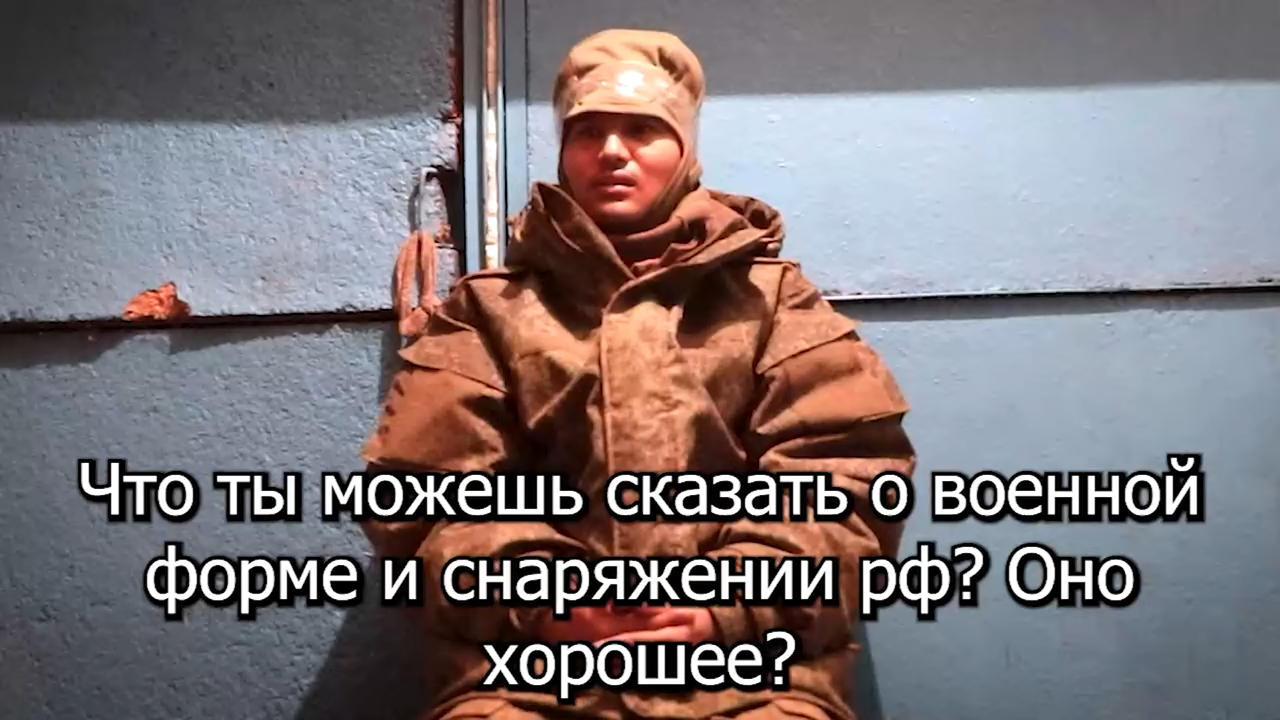 Что ты можешь сказать о военной
форме и снаряжении рф? Оно
хорошее?